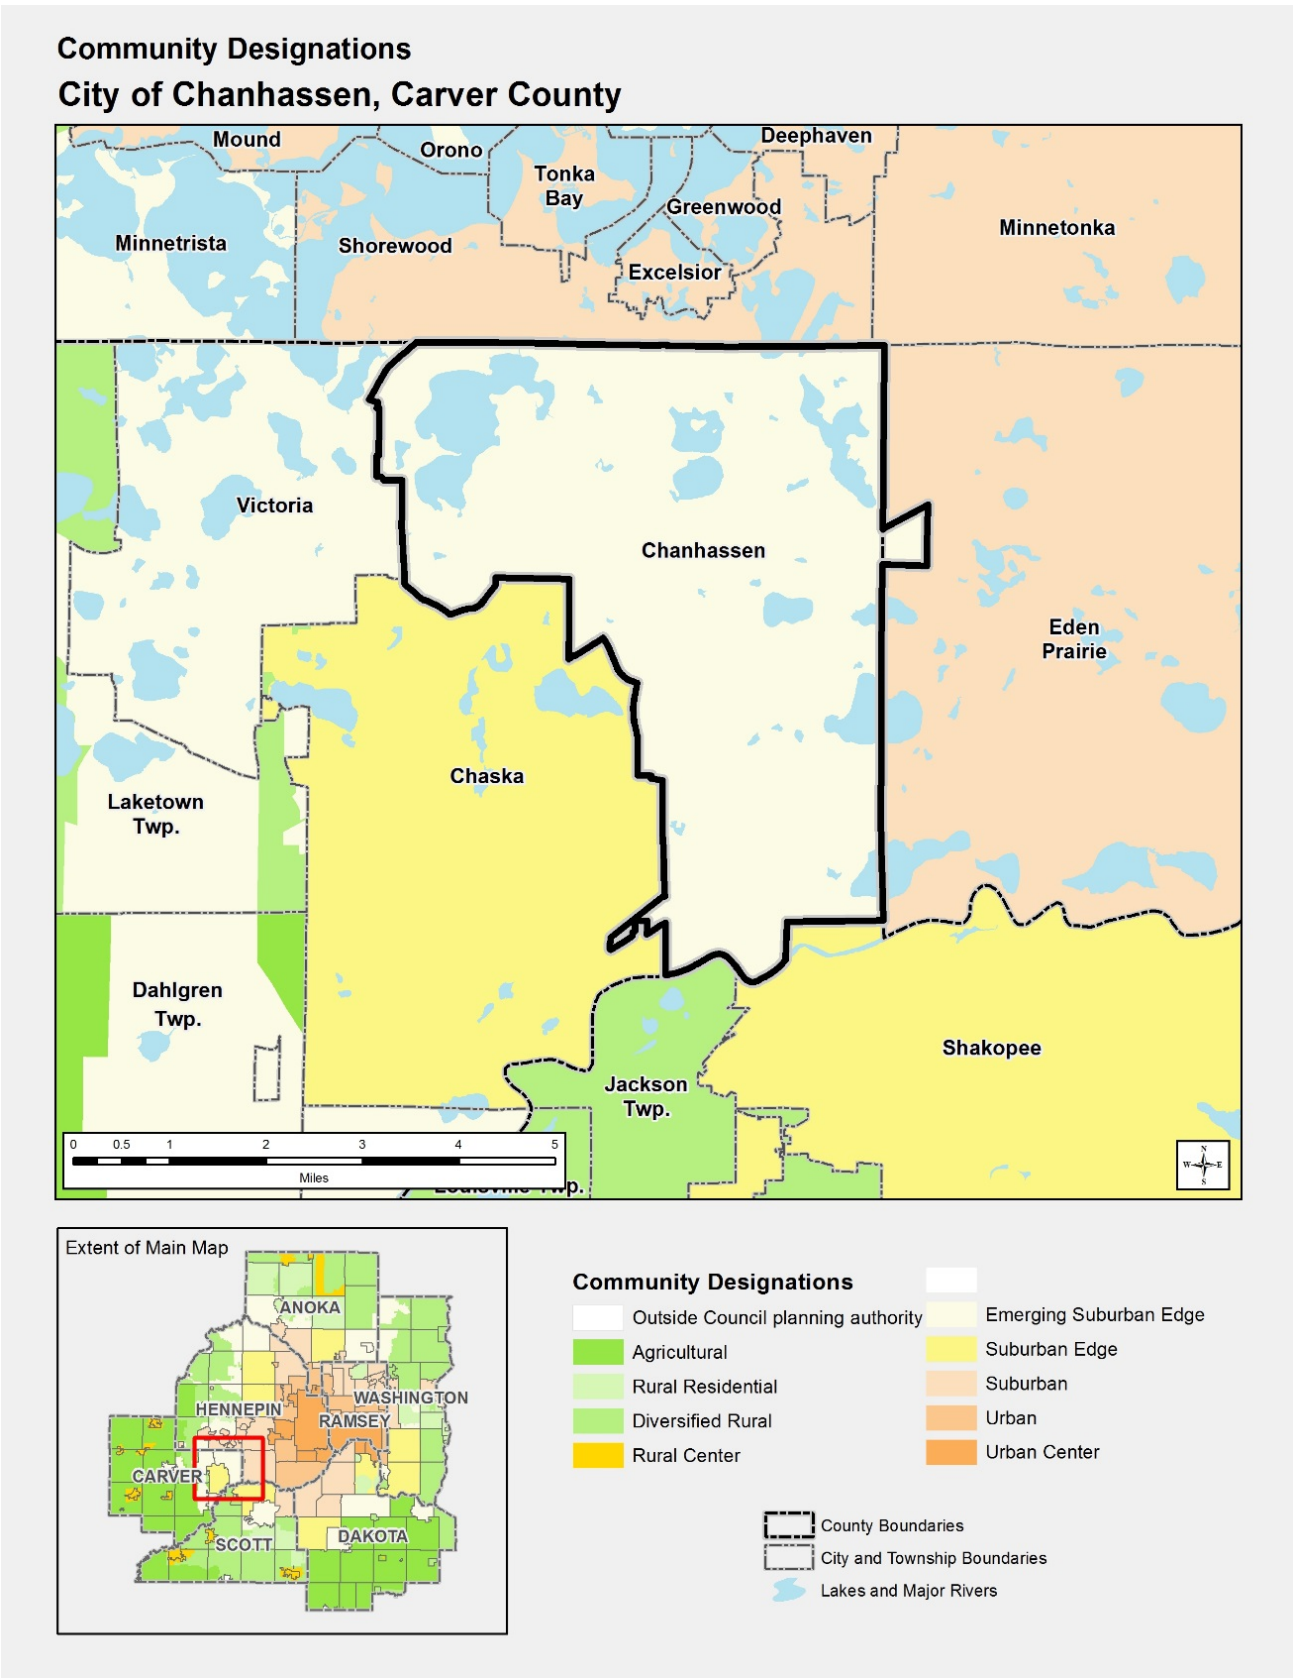 Community Designations
City of Chanhassen, Carver County
Mound
Orono
Deephaven
Tonka
Bay
Greenwood
Minnetonka
Minnetrista
Shorewood
Excelsior
Victoria
Chanhassen
Eden
Prairie
Chaska
Laketown
Twp.
Dahlgren
Twp.
Shakopee
Jackson
Twp.
0 0.5 1 2 3 4 5
Miles
Louisville Twp.
N
W E
S
Extent of Main Map
ANOKA
HENNEPIN
WASHINGTON
RAMSEY
CARVER
SCOTT
DAKOTA
Community Designations
Outside Council planning authority
Agricultural
Rural Residential
Diversified Rural
Rural Center
Emerging Suburban Edge
Suburban Edge
Suburban
Urban
Urban Center
County Boundaries
City and Township Boundaries
Lakes and Major Rivers